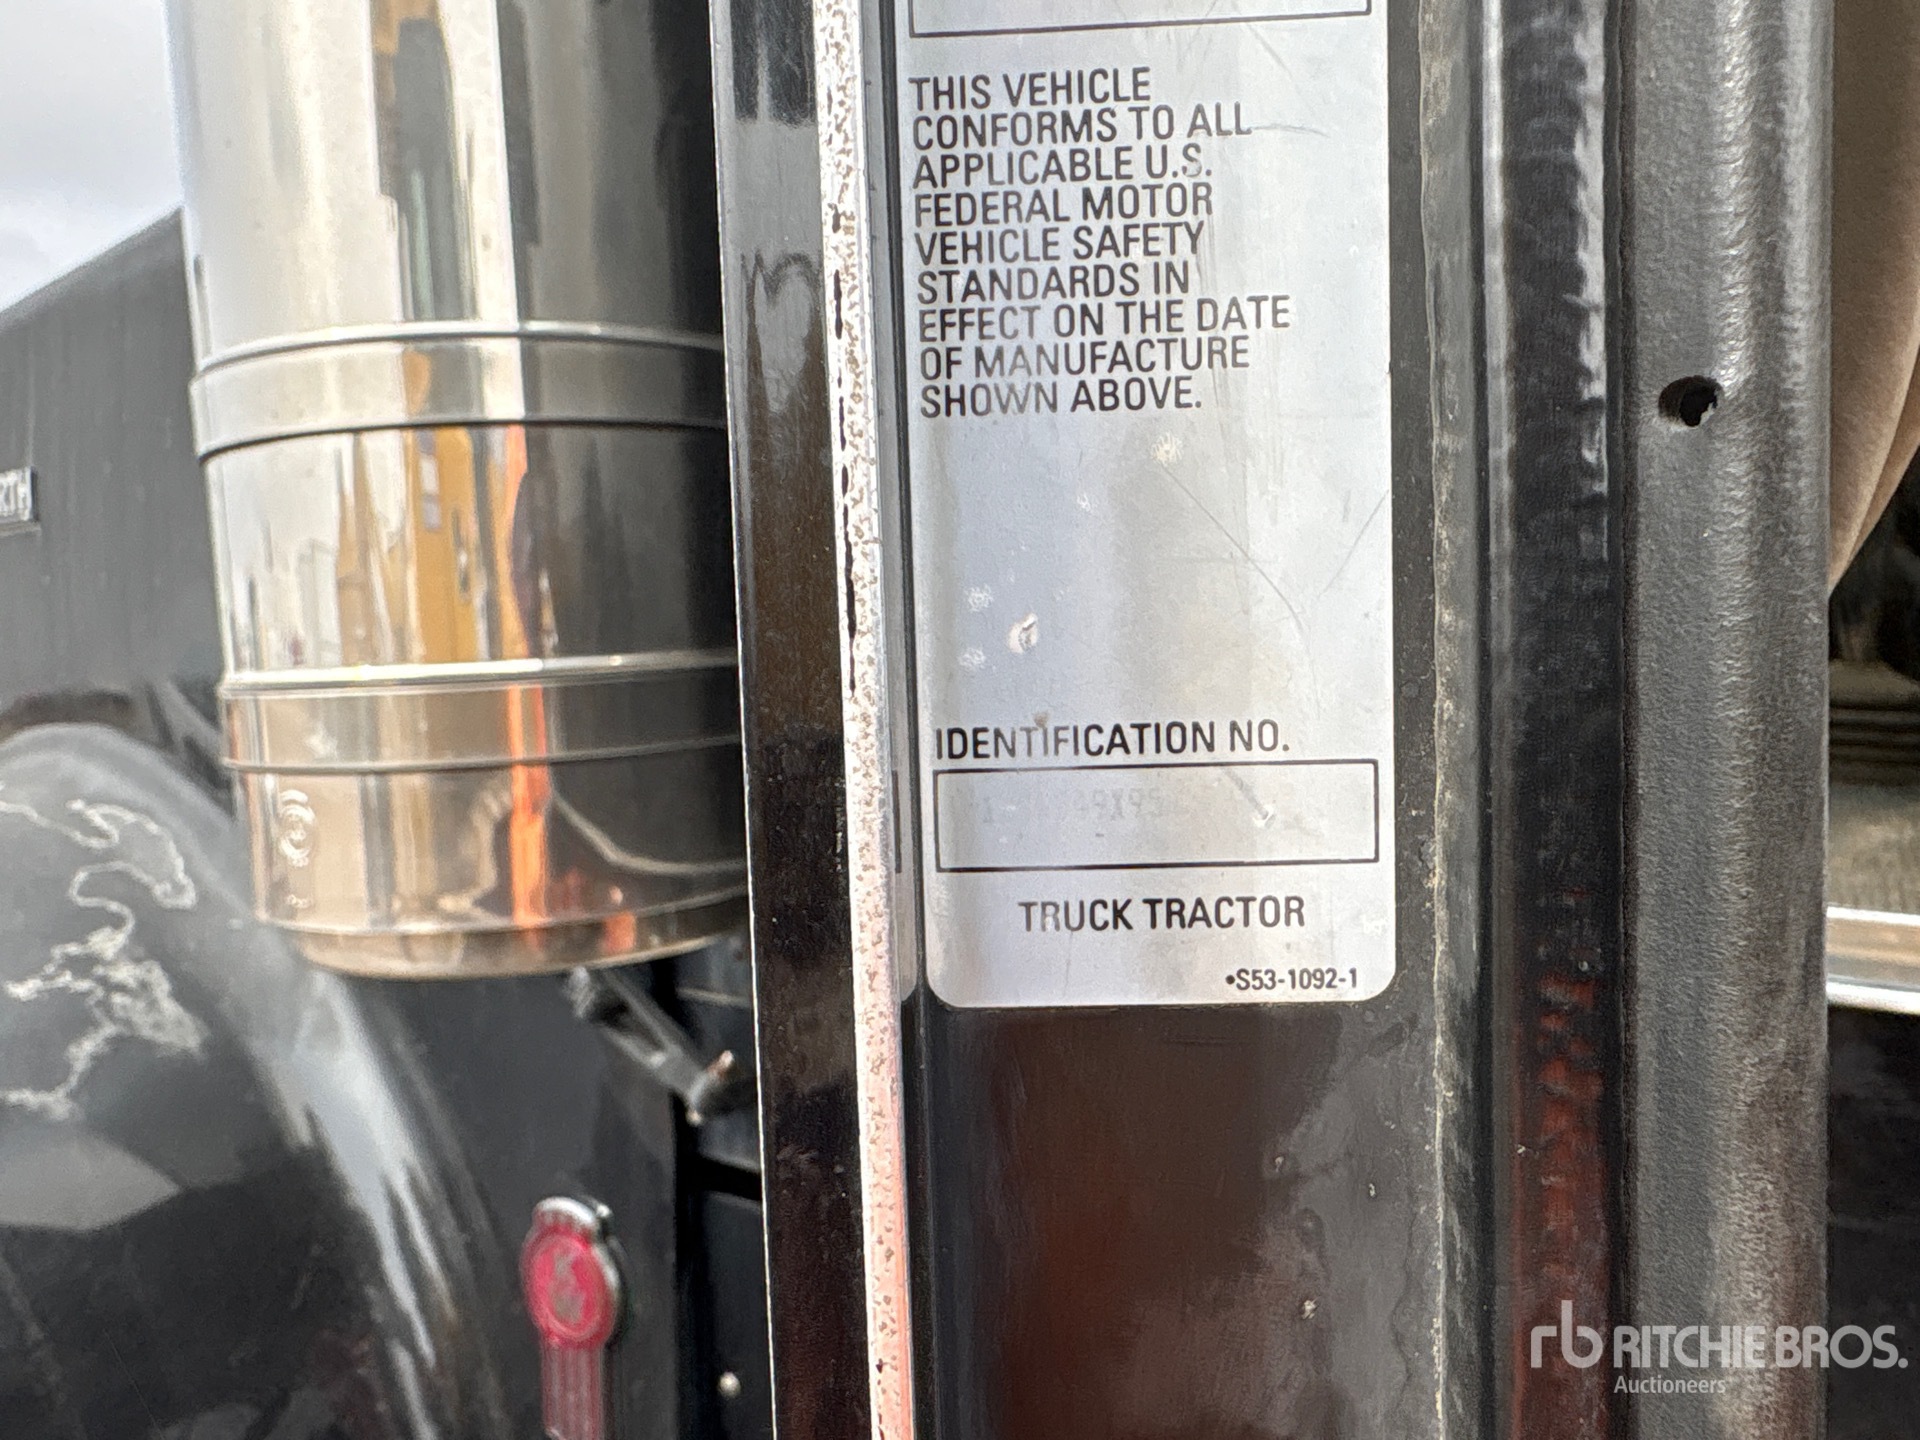 THIS VEHICLE
CONFORMS TO ALL
APPLICABLE U.S.
FEDERAL MOTOR
VEHICLE SAFETY
STANDARDS IN
EFFECT ON THE DATE
OF MANUFACTURE
SHOWN ABOVE.
IDENTIFICATION NO.
TRUCK TRACTOR
•S53-1092-1
rb RITCHIE BROS.
Auctioneers